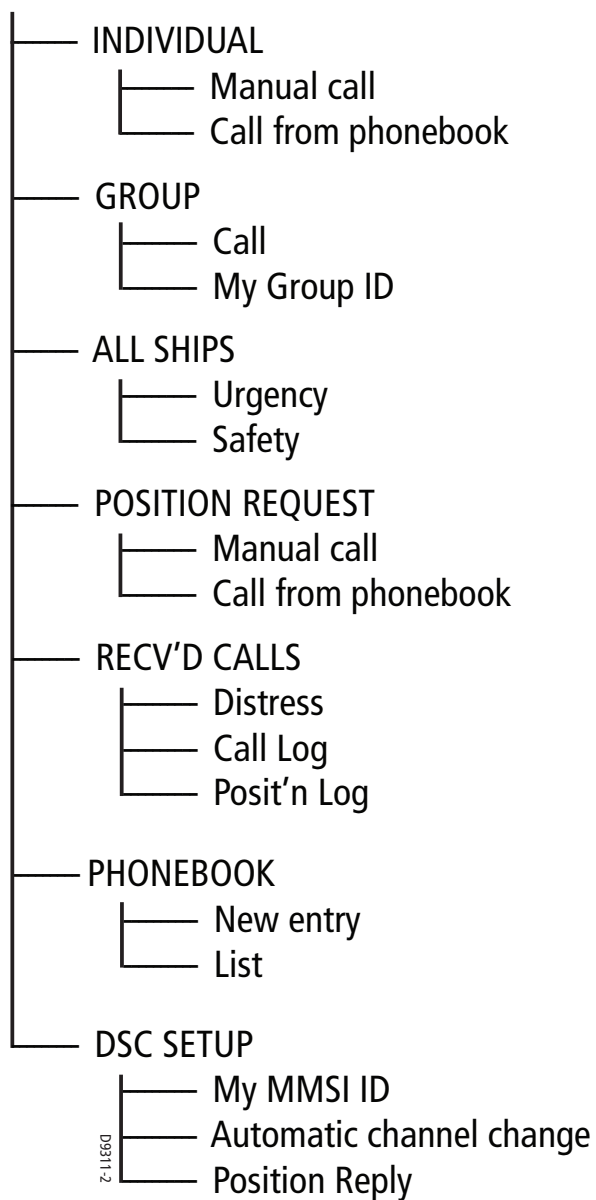 INDIVIDUAL
Manual call
Call from phonebook
GROUP
Call
My Group ID
ALL SHIPS
Urgency
Safety
POSITION REQUEST
Manual call
Call from phonebook
RECV’D CALLS
Distress
Call Log
Posit’n Log
PHONEBOOK
New entry
List
DSC SETUP
My MMSI ID
Automatic channel change
Position Reply
D9311-2